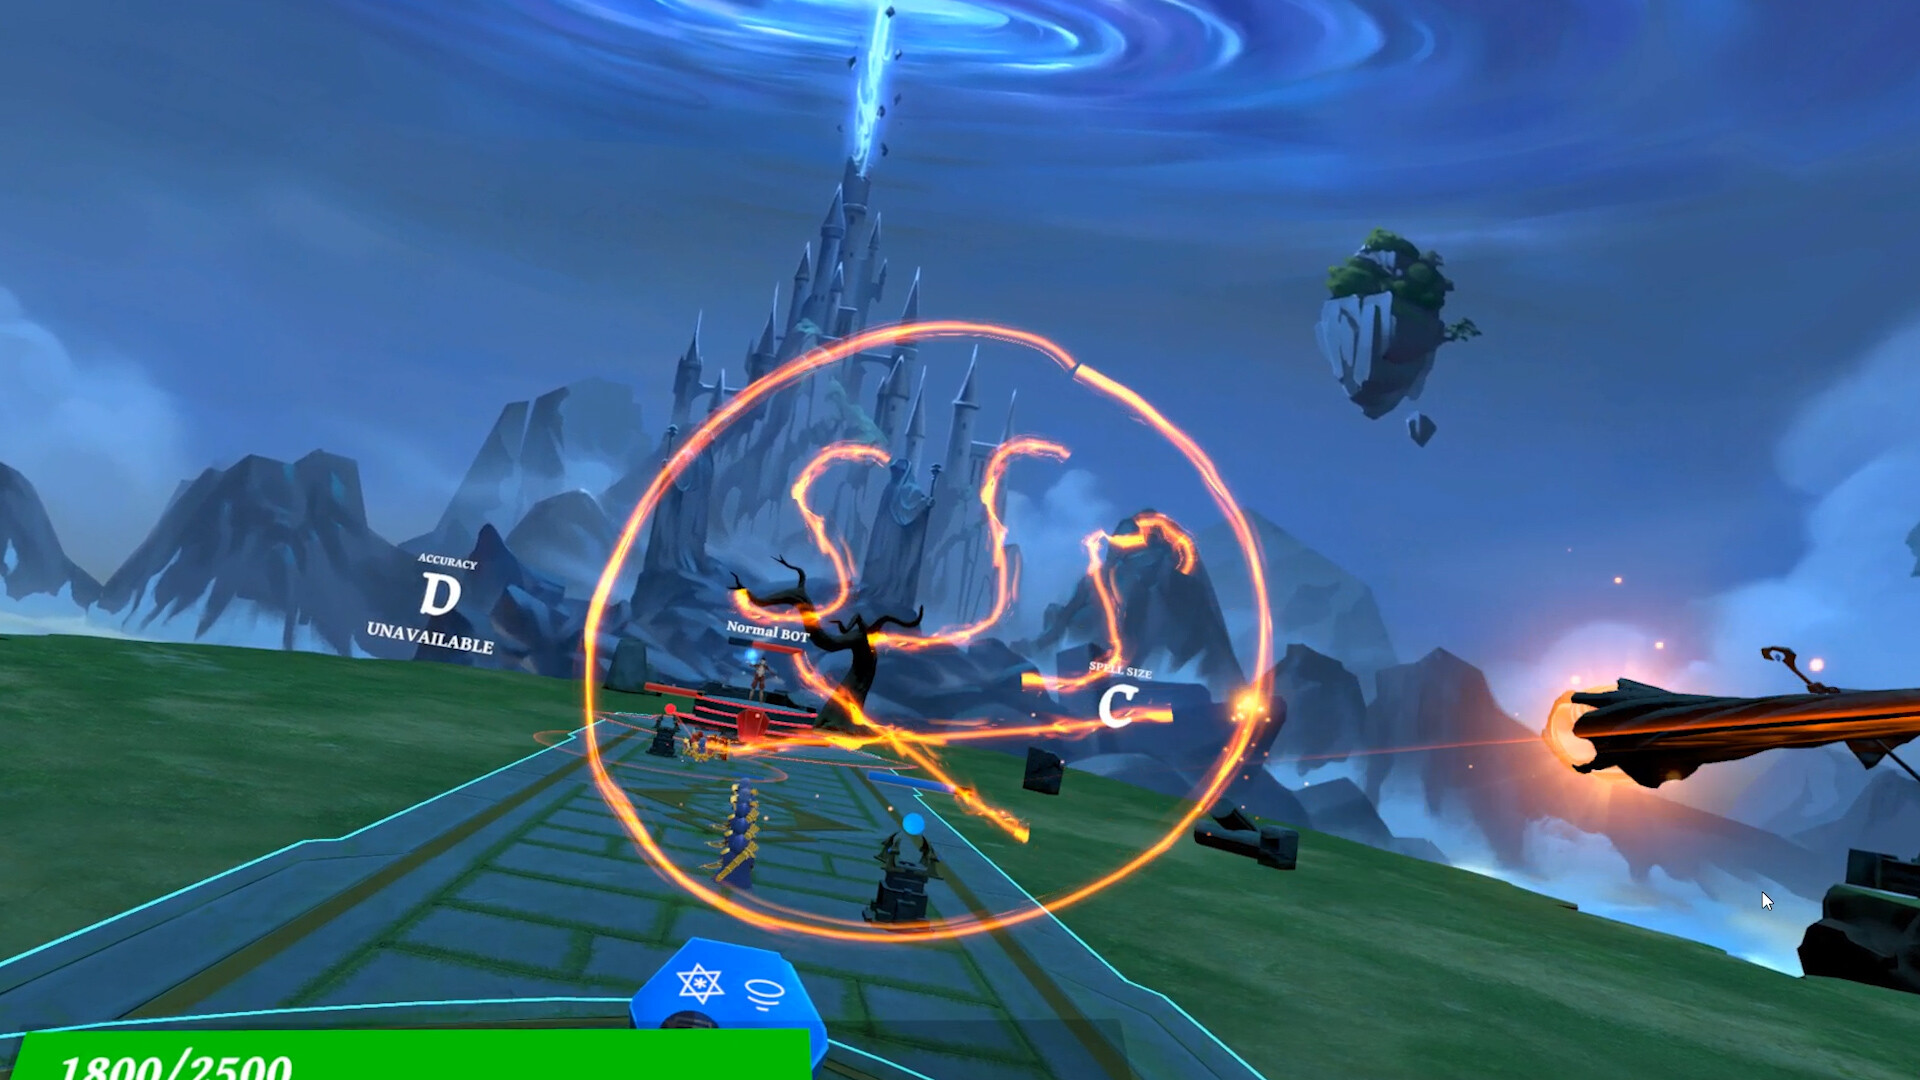 ACCURACY
D
UNAVAILABLE
Normal BOT
SPELL SIZE
C
1800/2500